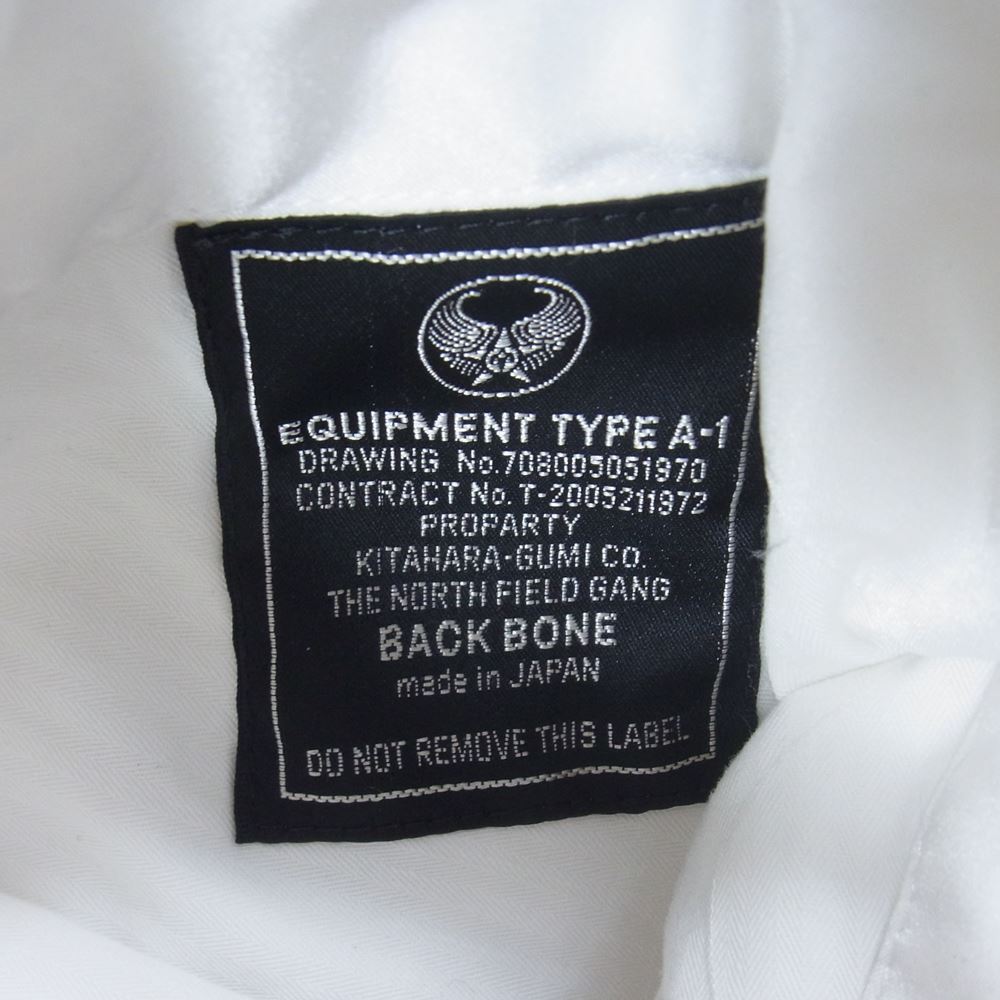 EQUIPMENT TYPE A-1
DRAWING No.708005051970
CONTRACT No.T-2005211972
PROPARTY
KITAHARA-GUMI CO.
THE NORTH FIELD GANG
BACK BONE
made in JAPAN
DO NOT REMOVE THIS LABEL